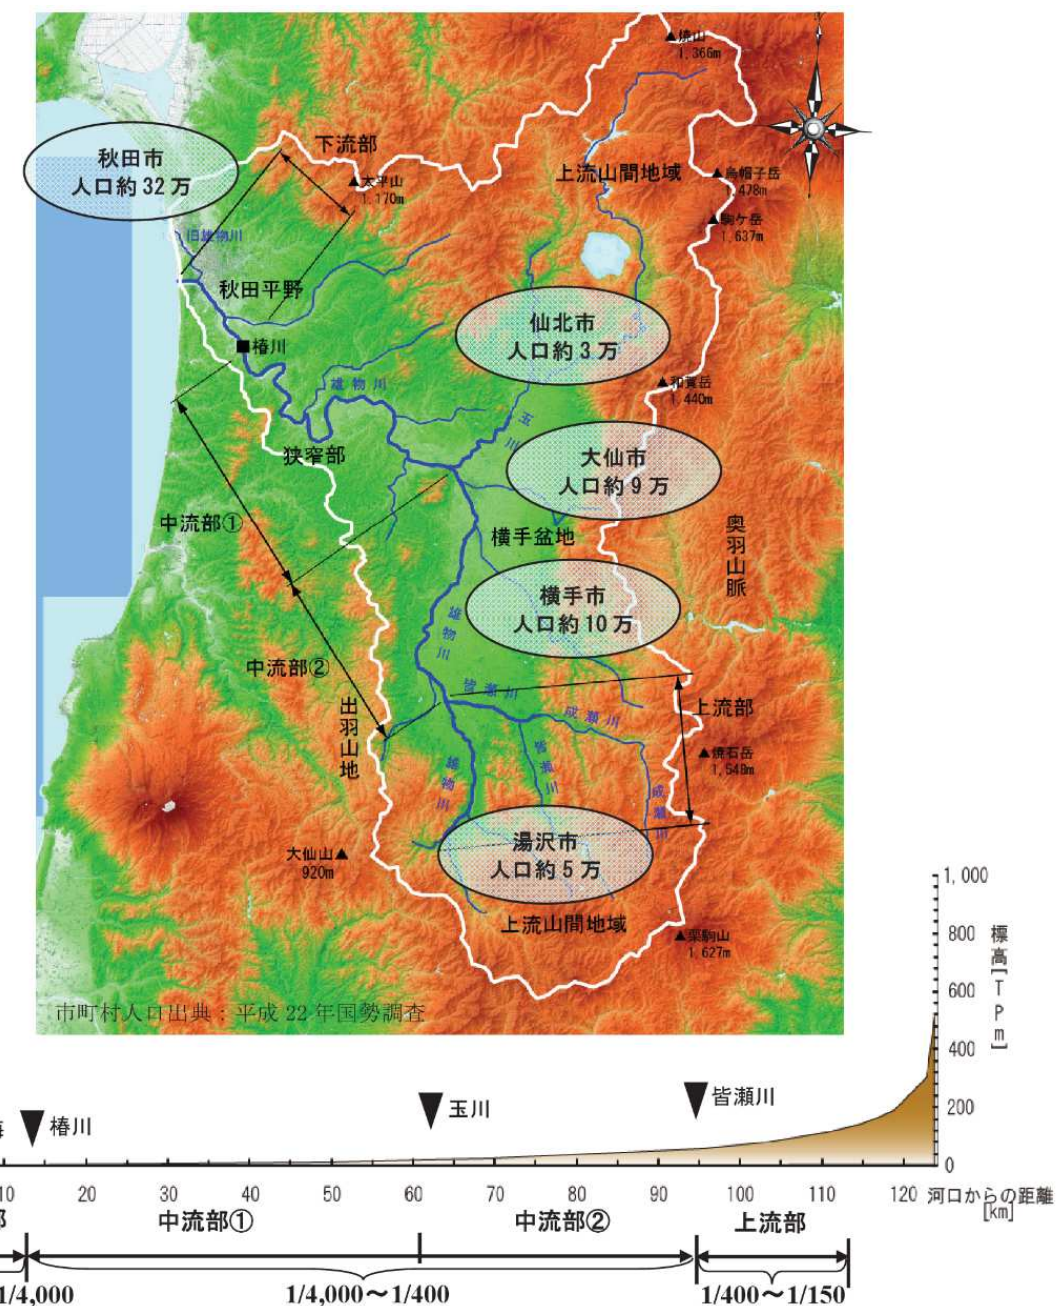 焼山
1,366m
下流部
秋田市
人口約 32 万
上流山間地域
烏帽子岳
1,478m
太平山
1,170m
駒ケ岳
1,637m
旧雄物川
秋田平野
仙北市
人口約 3 万
椿川
雄物川
和賀岳
1,440m
玉川
狭窄部
大仙市
人口約 9 万
中流部①
横手盆地
奥羽山脈
横手市
人口約 10 万
雄物川
中流部②
皆瀬川
上流部
成瀬川
出羽山地
焼石岳
1,548m
皆瀬川
雄物川
成瀬川
湯沢市
人口約 5 万
大仙山
920m
上流山間地域
栗駒山
1,627m
市町村人口出典：平成 22 年国勢調査
1,000
800
600
400
200
0
標高[TPm]
椿川
玉川
皆瀬川
10 20 30 40 50 60 70 80 90 100 110 120 河口からの距離
[km]
部 中流部① 中流部② 上流部
1/4,000 1/4,000～1/400 1/400～1/150